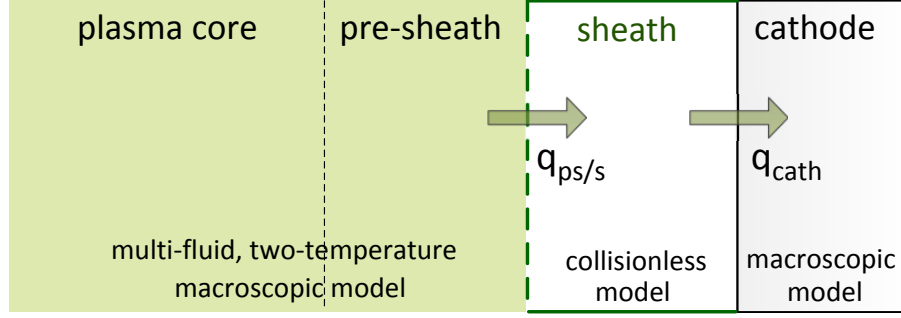 plasma core
pre-sheath
sheath
cathode
q_ps/s
q_cath
multi-fluid, two-temperature
macroscopic model
collisionless
model
macroscopic
model